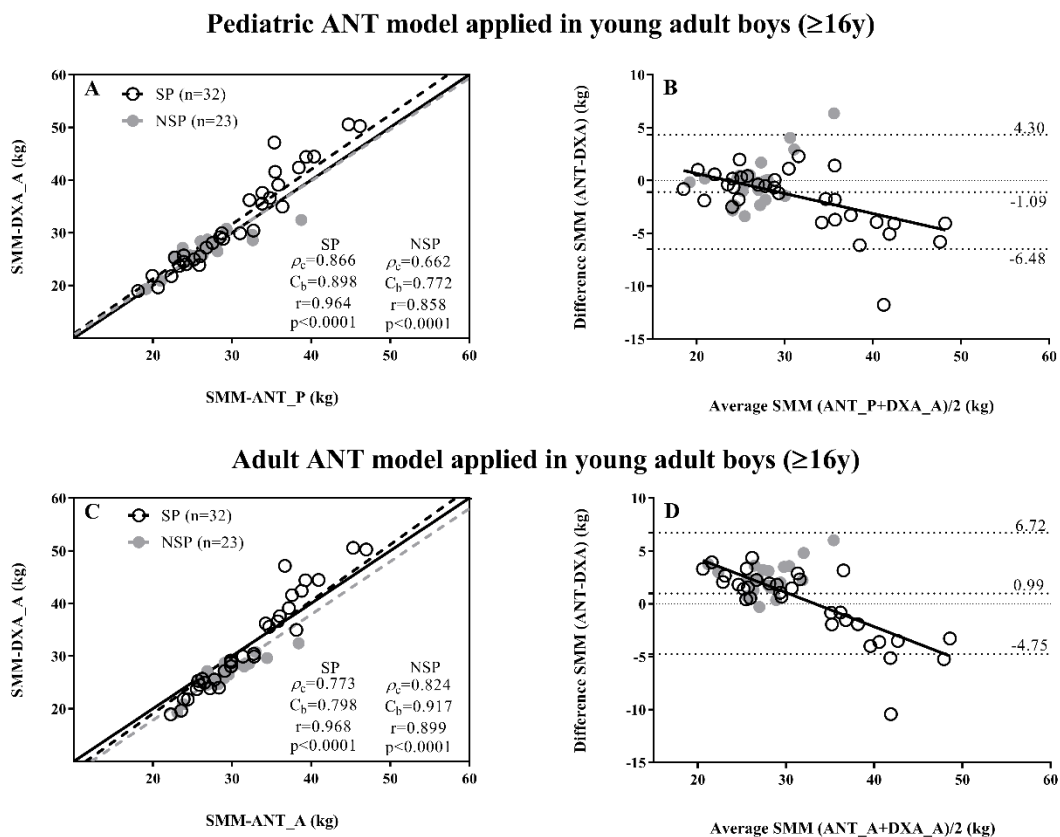 Pediatric ANT model applied in young adult boys (≥16y)
A
SP (n=32)
NSP (n=23)
SMM-DXA_A (kg)
60
50
40
30
20
SP
ρc=0.866
Cb=0.898
r=0.964
p<0.0001
NSP
ρc=0.662
Cb=0.772
r=0.858
p<0.0001
20 30 40 50 60
SMM-ANT_P (kg)
B
Difference SMM (ANT-DXA) (kg)
10
5
0
-5
-10
-15
4.30
-1.09
-6.48
20 30 40 50 60
Average SMM (ANT_P+DXA_A)/2 (kg)
Adult ANT model applied in young adult boys (≥16y)
C
SP (n=32)
NSP (n=23)
SMM-DXA_A (kg)
60
50
40
30
20
SP
ρc=0.773
Cb=0.798
r=0.968
p<0.0001
NSP
ρc=0.824
Cb=0.917
r=0.899
p<0.0001
20 30 40 50 60
SMM-ANT_A (kg)
D
Difference SMM (ANT-DXA) (kg)
10
5
0
-5
-10
-15
6.72
0.99
-4.75
20 30 40 50 60
Average SMM (ANT_A+DXA_A)/2 (kg)